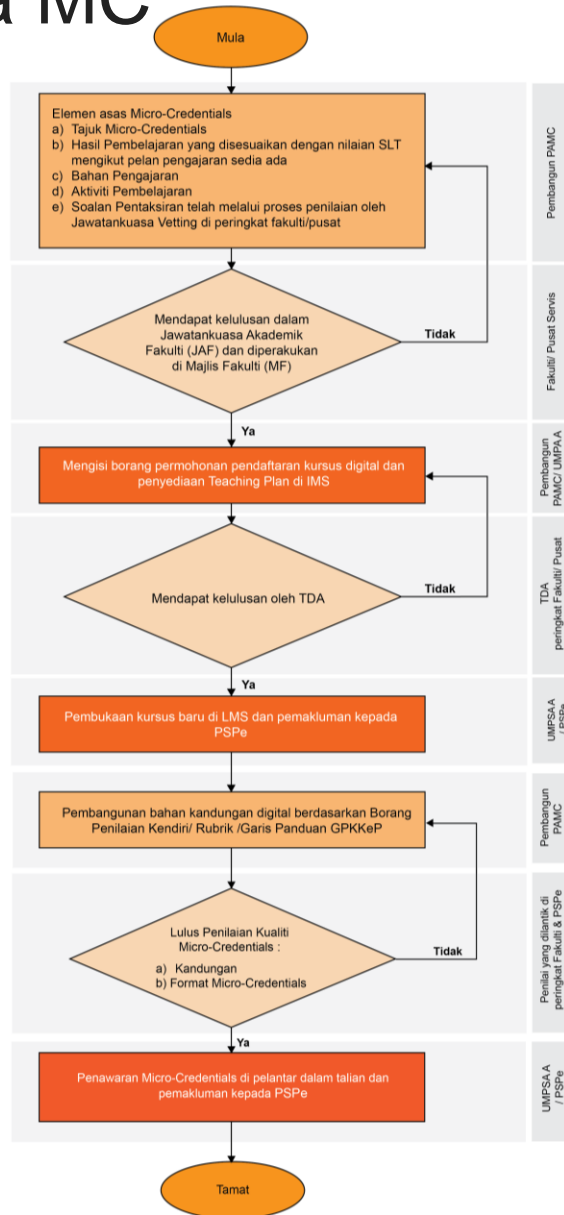 a MC
Mula
Elemen asas Micro-Credentials
a) Tajuk Micro-Credentials
b) Hasil Pembelajaran yang disesuaikan dengan nilaian SLT
mengikut pelan pengajaran sedia ada
c) Bahan Pengajaran
d) Aktiviti Pembelajaran
e) Soalan Pentaksiran telah melalui proses penilaian oleh
Jawatankuasa Vetting di peringkat fakulti/pusat
Pembangun PAMC
Mendapat kelulusan dalam
Jawatankuasa Akademik
Fakulti (JAF) dan diperakukan
di Majlis Fakulti (MF)
Tidak
Fakulti/ Pusat Servis
Ya
Mengisi borang permohonan pendaftaran kursus digital dan
penyediaan Teaching Plan di IMS
Pembangun
PAMC/ UMPA A
Mendapat kelulusan oleh TDA
Tidak
TDA
peringkat Fakulti/ Pusat
Ya
Pembukaan kursus baru di LMS dan pemakluman kepada
PSPe
UMPSA A
/ PSPe
Pembangunan bahan kandungan digital berdasarkan Borang
Penilaian Kendiri/ Rubrik /Garis Panduan GPKKeP
Pembangun
PAMC
Lulus Penilaian Kualiti
Micro-Credentials :
a) Kandungan
b) Format Micro-Credentials
Tidak
Penilai yang dilantik di
peringkat Fakulti & PSPe
Ya
Penawaran Micro-Credentials di pelantar dalam talian dan
pemakluman kepada PSPe
UMPSA A
/ PSPe
Tamat